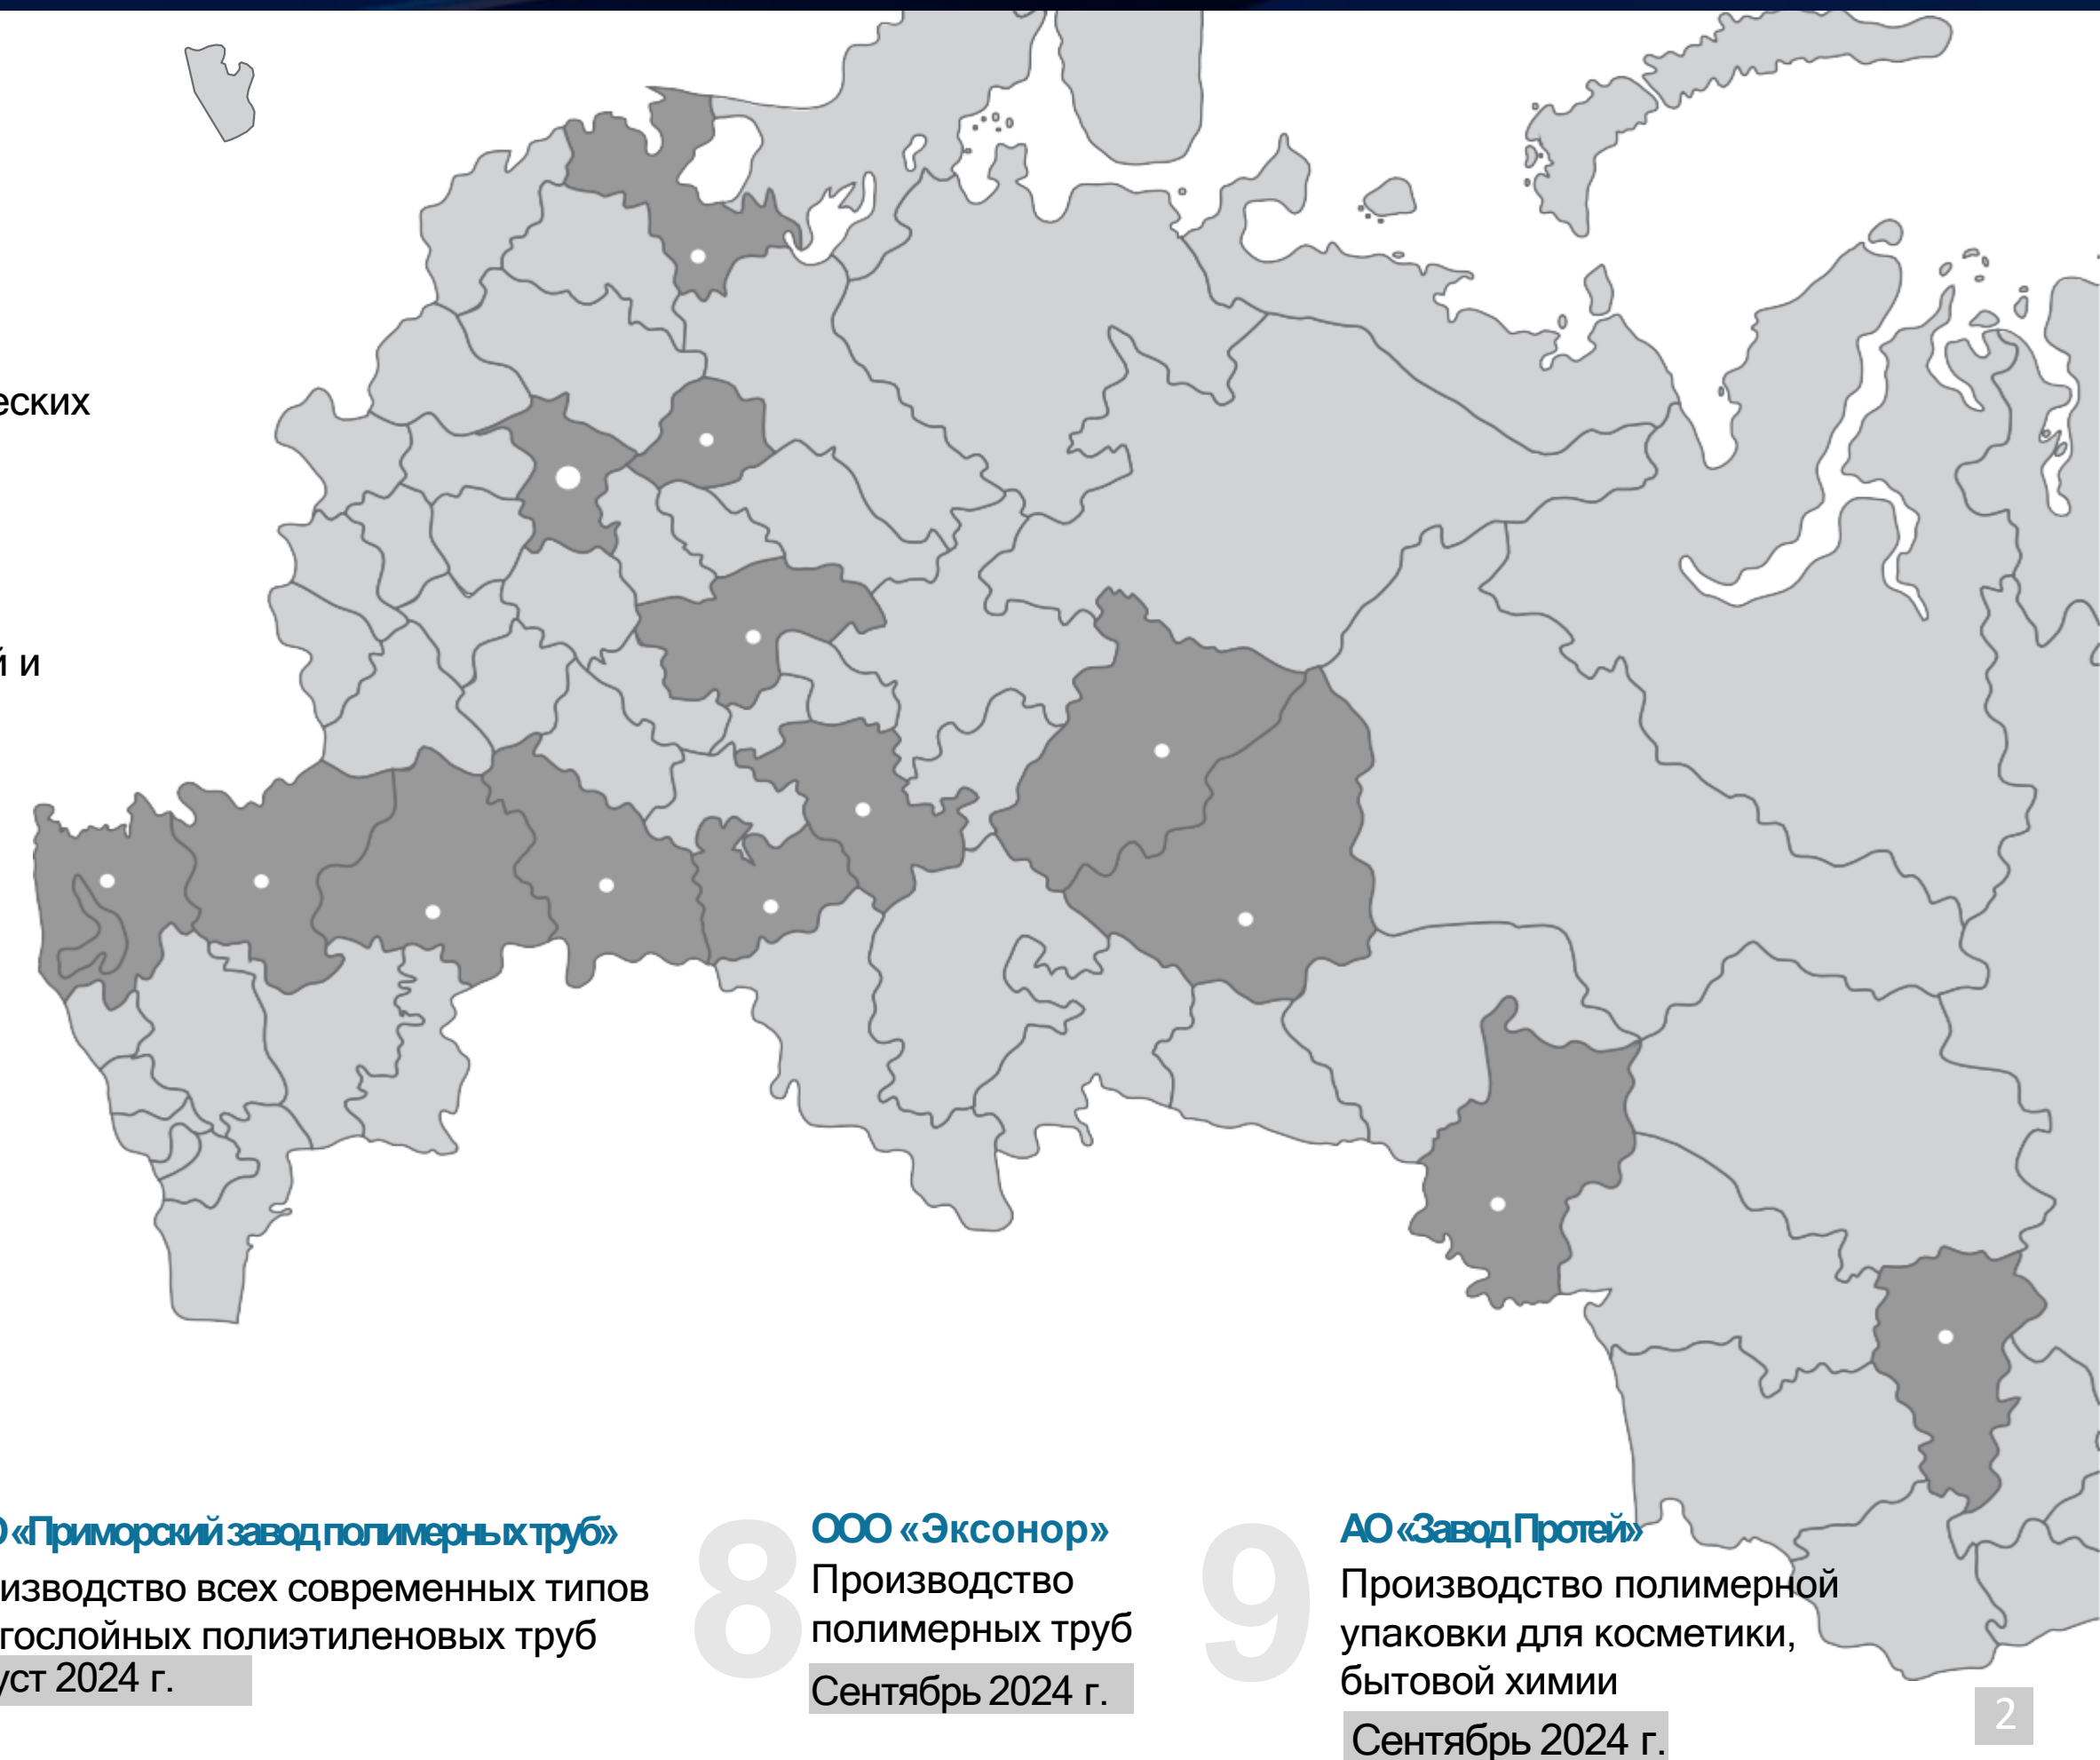 еских
й и
О «Приморский завод полимерных труб»
изводство всех современных типов
гослойных полиэтиленовых труб
уст 2024 г.
8
ООО «Эксонор»
Производство
полимерных труб
Сентябрь 2024 г.
9
АО «Завод Протей»
Производство полимерной
упаковки для косметики,
бытовой химии
Сентябрь 2024 г.
2